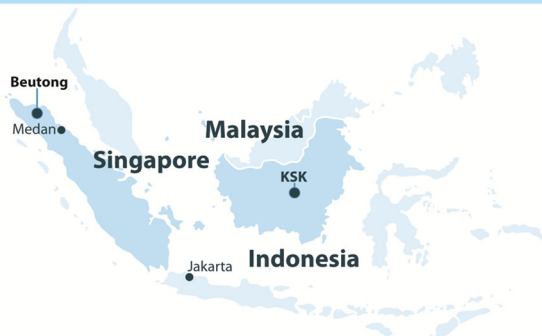 Beutong
Medan
Malaysia
Singapore
KSK
Indonesia
Jakarta